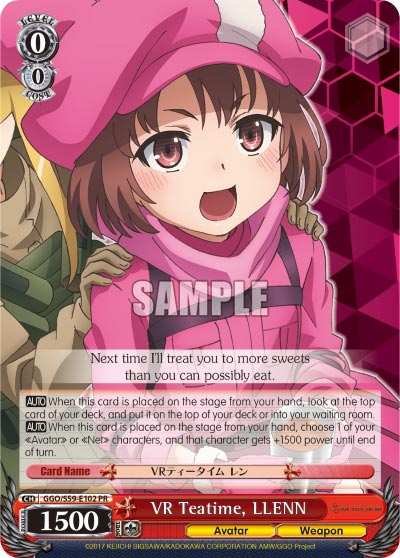 LEVEL
0
0
COST
SAMPLE
Next time I'll treat you to more sweets
than you can possibly eat.
AUTO When this card is placed on the stage from your hand, look at the top
card of your deck, and put it on the top of your deck or into your waiting room.
AUTO When this card is placed on the stage from your hand, choose 1 of your
«Avatar» or «Net» characters, and that character gets +1500 power until end
of turn.
Card Name VRティータイム レン
CH GGO/S59-E102 PR
POWER 1500 SOUL VR Teatime, LLENN
Avatar Weapon
©2017 KEIICHI SIGSAWA/KADOKAWA CORPORATION AMW/GGO Project